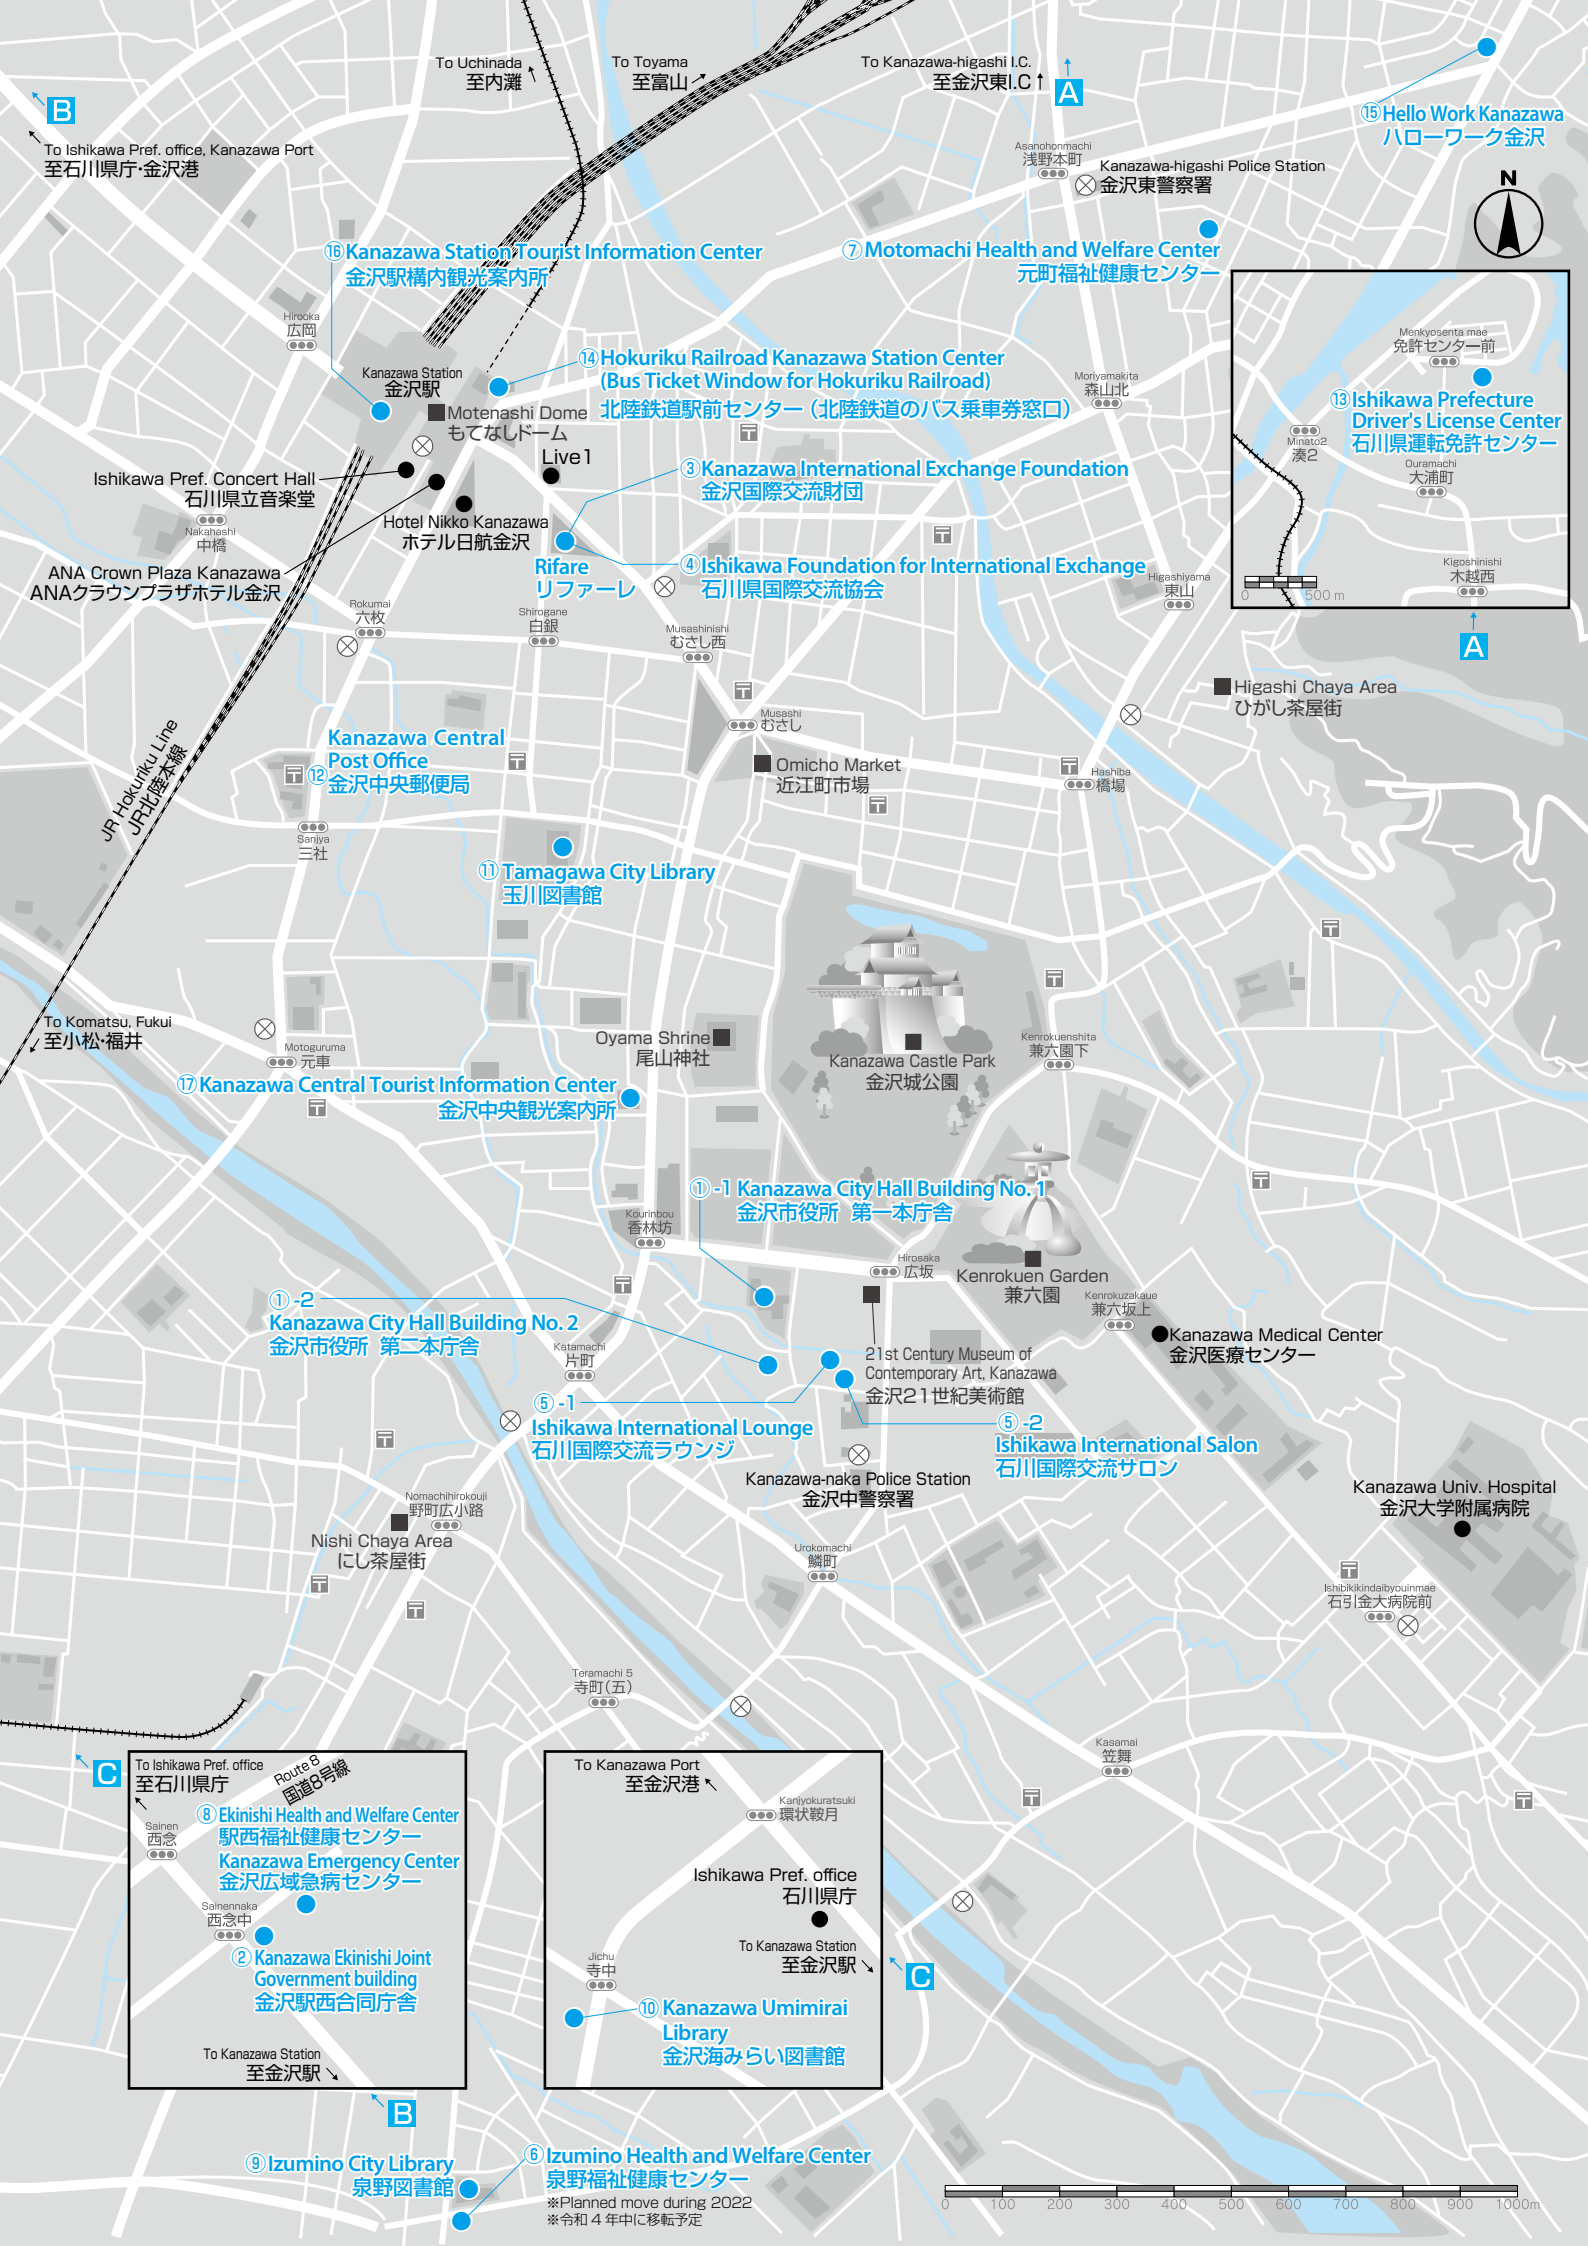 To Uchinada
至内灘
To Toyama
至富山
To Kanazawa-higashi I.C.
至金沢東I.C
A
B
To Ishikawa Pref. office, Kanazawa Port
至石川県庁・金沢港
⑮Hello Work Kanazawa
ハローワーク金沢
Asanohonmachi
浅野本町
Kanazawa-higashi Police Station
金沢東警察署
N
⑯Kanazawa Station Tourist Information Center
金沢駅構内観光案内所
⑦Motomachi Health and Welfare Center
元町福祉健康センター
Hirooka
広岡
Menkyosenta mae
免許センター前
⑬Ishikawa Prefecture
Driver's License Center
石川県運転免許センター
Minato2
湊2
Ouramachi
大浦町
Kigoshinishi
木越西
0
500 m
A
Kanazawa Station
金沢駅
⑭Hokuriku Railroad Kanazawa Station Center
(Bus Ticket Window for Hokuriku Railroad)
北陸鉄道駅前センター（北陸鉄道のバス乗車券窓口）
Moriyamakita
森山北
Motenashi Dome
もてなしドーム
Live1
Ishikawa Pref. Concert Hall
石川県立音楽堂
③Kanazawa International Exchange Foundation
金沢国際交流財団
Nakahashi
中橋
Hotel Nikko Kanazawa
ホテル日航金沢
ANA Crown Plaza Kanazawa
ANAクラウンプラザホテル金沢
Rifare
リファーレ
④Ishikawa Foundation for International Exchange
石川県国際交流協会
Higashiyama
東山
Rokumai
六枚
Shirogane
白銀
Musashinishi
むさし西
Higashi Chaya Area
ひがし茶屋街
Musashi
むさし
JR Hokuriku Line
JR北陸本線
Kanazawa Central
Post Office
⑫金沢中央郵便局
Omicho Market
近江町市場
Hashiba
橋場
Sanjya
三社
⑪Tamagawa City Library
玉川図書館
To Komatsu, Fukui
至小松・福井
Motoguruma
元車
Oyama Shrine
尾山神社
Kanazawa Castle Park
金沢城公園
Kenrokuenshita
兼六園下
⑰Kanazawa Central Tourist Information Center
金沢中央観光案内所
①-1 Kanazawa City Hall Building No. 1
金沢市役所 第一本庁舎
Kourinbou
香林坊
Hirosaka
広坂
Kenrokuen Garden
兼六園
Kenrokuzakaue
兼六坂上
①-2
Kanazawa City Hall Building No. 2
金沢市役所 第二本庁舎
Kanazawa Medical Center
金沢医療センター
Katamachi
片町
21st Century Museum of
Contemporary Art, Kanazawa
金沢21世紀美術館
⑤-1
Ishikawa International Lounge
石川国際交流ラウンジ
⑤-2
Ishikawa International Salon
石川国際交流サロン
Kanazawa-naka Police Station
金沢中警察署
Kanazawa Univ. Hospital
金沢大学附属病院
Nomachihirokouji
野町広小路
Nishi Chaya Area
にし茶屋街
Urokomachi
鱗町
Ishibikikindaibyouinmae
石引金大病院前
Teramachi 5
寺町(五)
Kasamai
笠舞
C
To Ishikawa Pref. office
至石川県庁
Route 8
国道8号線
⑧Ekinishi Health and Welfare Center
駅西福祉健康センター
Kanazawa Emergency Center
金沢広域急病センター
Sainen
西念
Sainennaka
西念中
②Kanazawa Ekinishi Joint
Government building
金沢駅西合同庁舎
To Kanazawa Station
至金沢駅
B
To Kanazawa Port
至金沢港
Kanjyokuratsuki
環状鞍月
Ishikawa Pref. office
石川県庁
To Kanazawa Station
至金沢駅
C
Jichu
寺中
⑩Kanazawa Umimirai
Library
金沢海みらい図書館
⑨Izumino City Library
泉野図書館
⑥Izumino Health and Welfare Center
泉野福祉健康センター
※Planned move during 2022
※令和４年中に移転予定
0 100 200 300 400 500 600 700 800 900 1000m